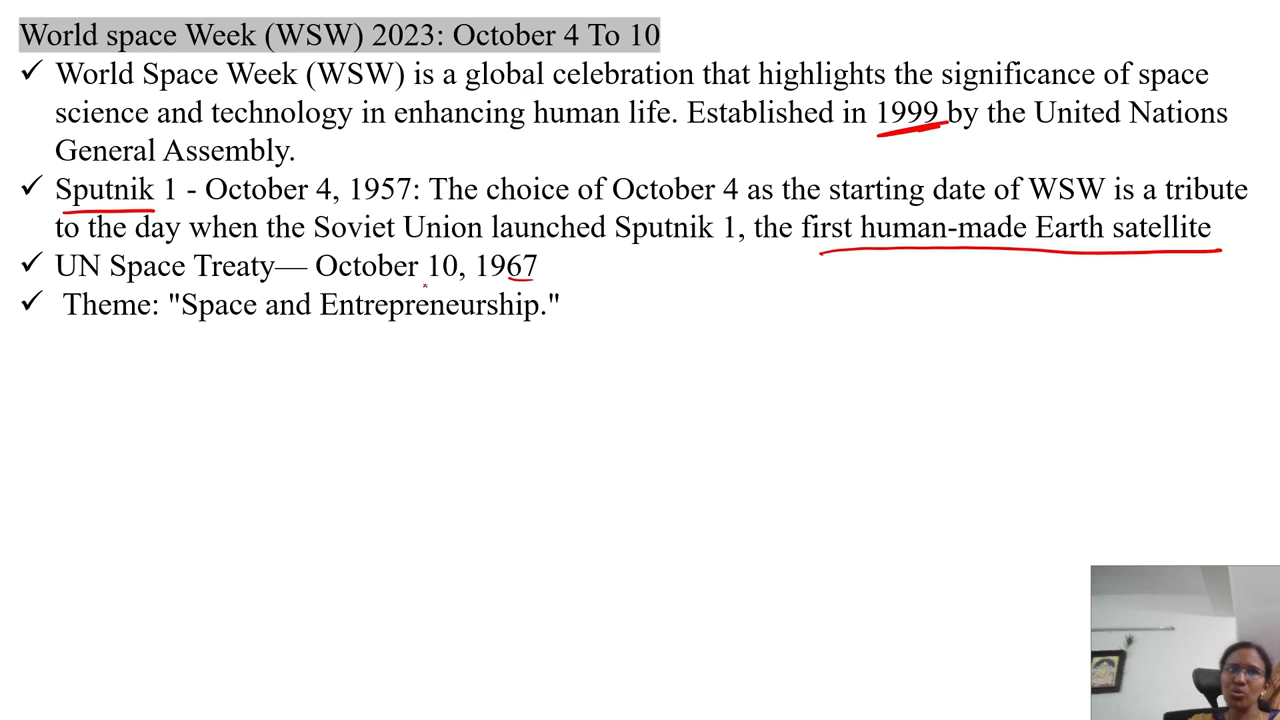 World space Week (WSW) 2023: October 4 To 10
✓ World Space Week (WSW) is a global celebration that highlights the significance of space
science and technology in enhancing human life. Established in 1999 by the United Nations
General Assembly.
✓ Sputnik 1 - October 4, 1957: The choice of October 4 as the starting date of WSW is a tribute
to the day when the Soviet Union launched Sputnik 1, the first human-made Earth satellite
✓ UN Space Treaty— October 10, 1967
✓ Theme: "Space and Entrepreneurship."